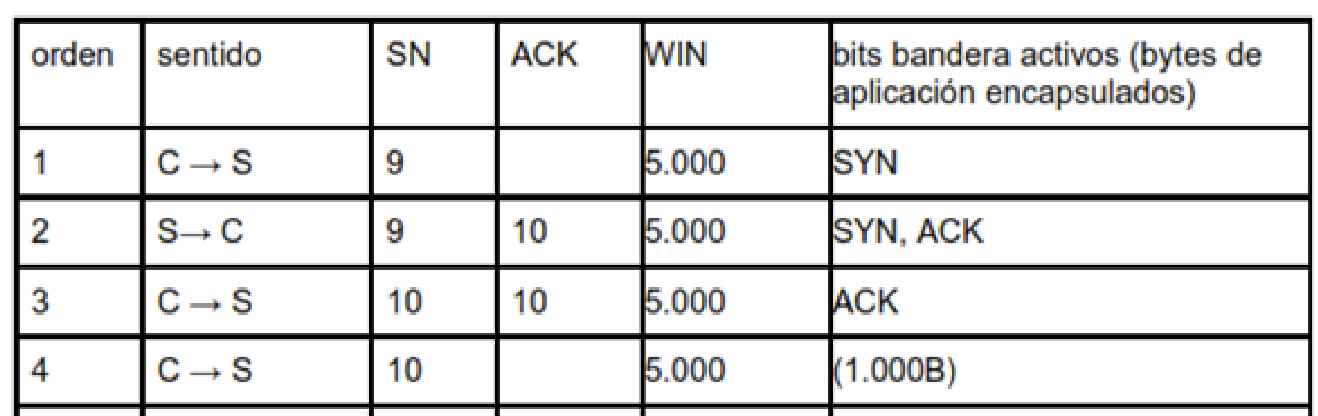 orden sentido SN ACK WIN bits bandera activos (bytes de
aplicación encapsulados)
1 C → S 9 5.000 SYN
2 S→ C 9 10 5.000 SYN, ACK
3 C → S 10 10 5.000 ACK
4 C → S 10 5.000 (1.000B)